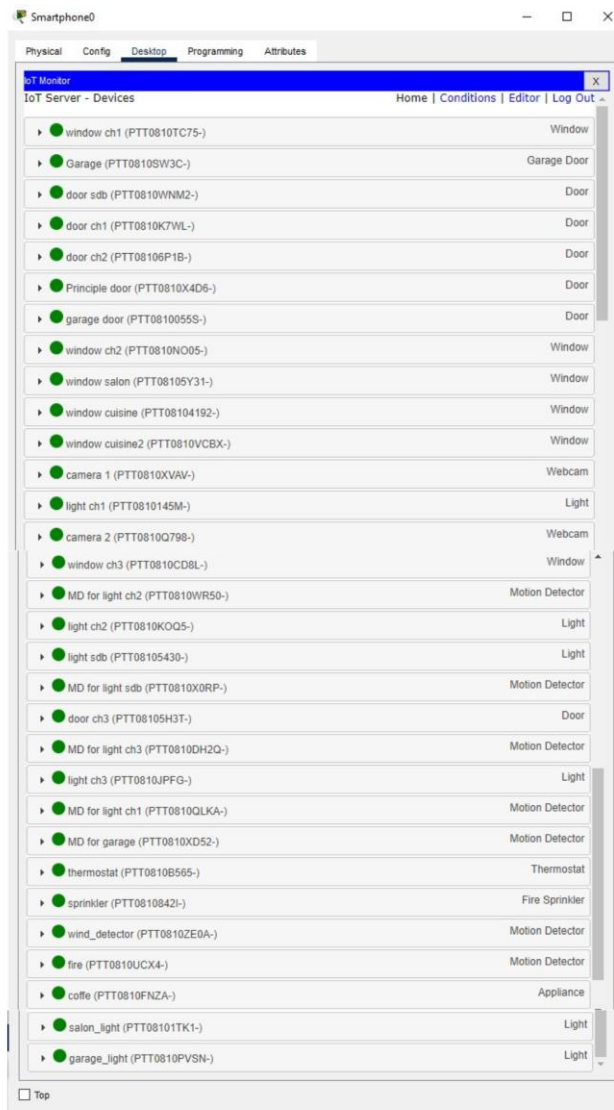 Smartphone0
Physical Config Desktop Programming Attributes
IoT Monitor X
IoT Server - Devices Home | Conditions | Editor | Log Out
window ch1 (PTT0810TC75-) Window
Garage (PTT0810SW3C-) Garage Door
door sdb (PTT0810WNM2-) Door
door ch1 (PTT0810K7WL-) Door
door ch2 (PTT08106P1B-) Door
Principle door (PTT0810X4D6-) Door
garage door (PTT0810055S-) Door
window ch2 (PTT0810NO05-) Window
window salon (PTT08105Y31-) Window
window cuisine (PTT08104192-) Window
window cuisine2 (PTT0810VCBX-) Window
camera 1 (PTT0810XVAV-) Webcam
light ch1 (PTT0810145M-) Light
camera 2 (PTT0810Q798-) Webcam
window ch3 (PTT0810CD8L-) Window
MD for light ch2 (PTT0810WR50-) Motion Detector
light ch2 (PTT0810KOQ5-) Light
light sdb (PTT08105430-) Light
MD for light sdb (PTT0810X0RP-) Motion Detector
door ch3 (PTT08105H3T-) Door
MD for light ch3 (PTT0810DH2Q-) Motion Detector
light ch3 (PTT0810JPFG-) Light
MD for light ch1 (PTT0810QLKA-) Motion Detector
MD for garage (PTT0810XD52-) Motion Detector
thermostat (PTT0810B565-) Thermostat
sprinkler (PTT0810842I-) Fire Sprinkler
wind_detector (PTT0810ZE0A-) Motion Detector
fire (PTT0810UCX4-) Motion Detector
coffe (PTT0810FNZA-) Appliance
salon_light (PTT08101TK1-) Light
garage_light (PTT0810PVSN-) Light
Top